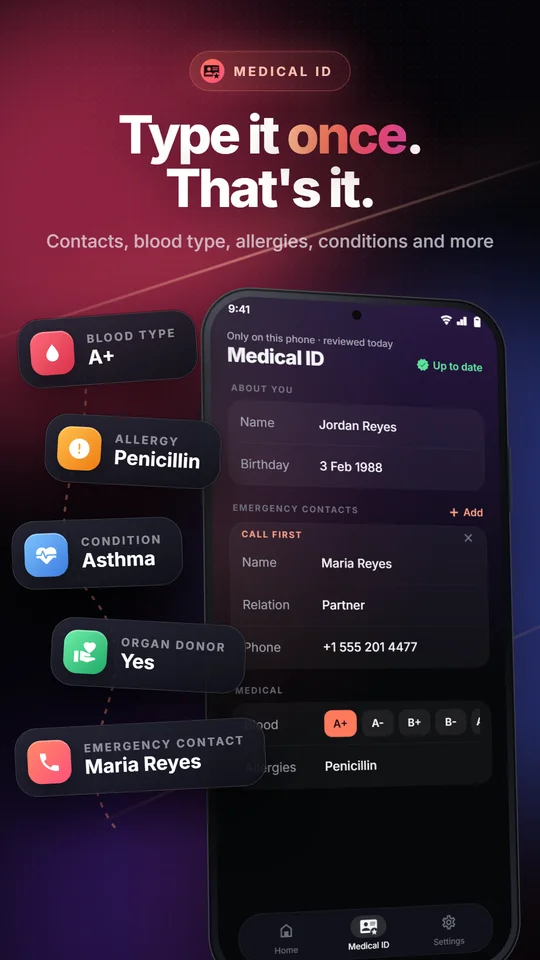 MEDICAL ID
Type it once.
That's it.
Contacts, blood type, allergies, conditions and more
BLOOD TYPE
A+
ALLERGY
Penicillin
CONDITION
Asthma
ORGAN DONOR
Yes
EMERGENCY CONTACT
Maria Reyes
9:41
Only on this phone · reviewed today
Medical ID
Up to date
ABOUT YOU
Name Jordan Reyes
Birthday 3 Feb 1988
EMERGENCY CONTACTS + Add
CALL FIRST
Name Maria Reyes
Relation Partner
Phone +1 555 201 4477
MEDICAL
Blood A+ A- B+ B-
Allergies Penicillin
Home Medical ID Settings